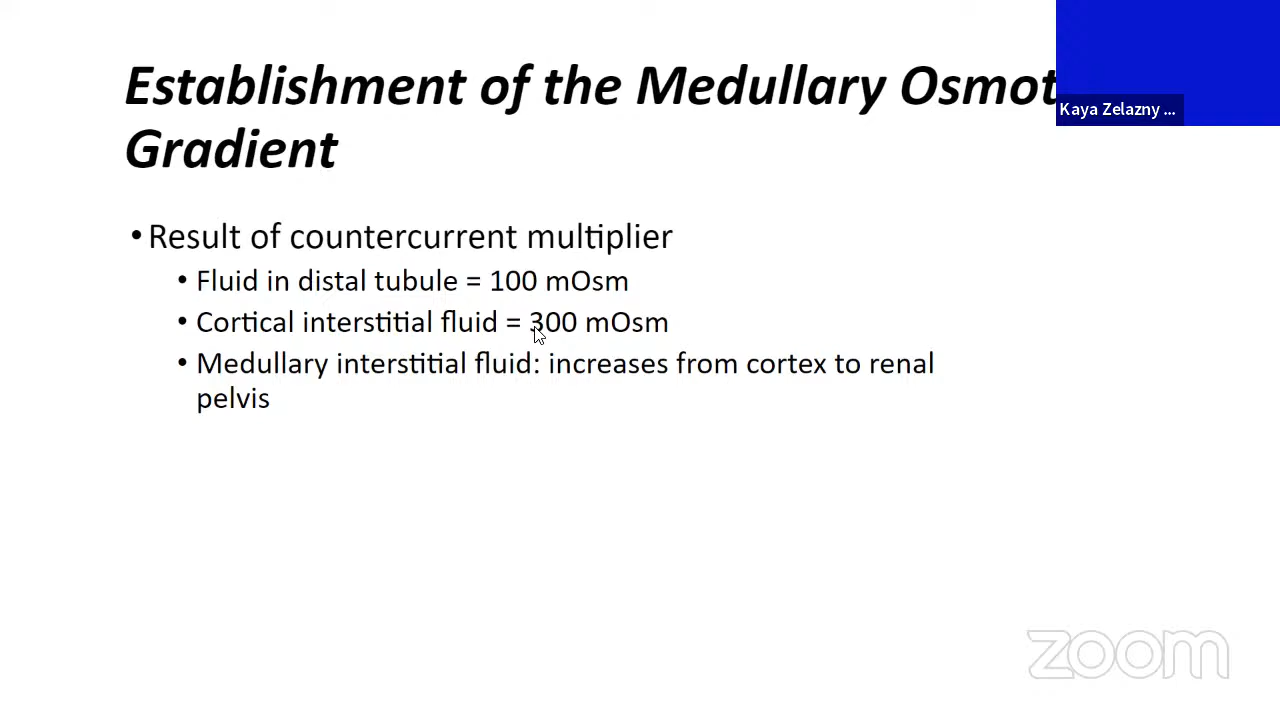 Establishment of the Medullary Osmot
Gradient
Kaya Zelazny ...
•Result of countercurrent multiplier
• Fluid in distal tubule = 100 mOsm
• Cortical interstitial fluid = 300 mOsm
• Medullary interstitial fluid: increases from cortex to renal
pelvis
zoom